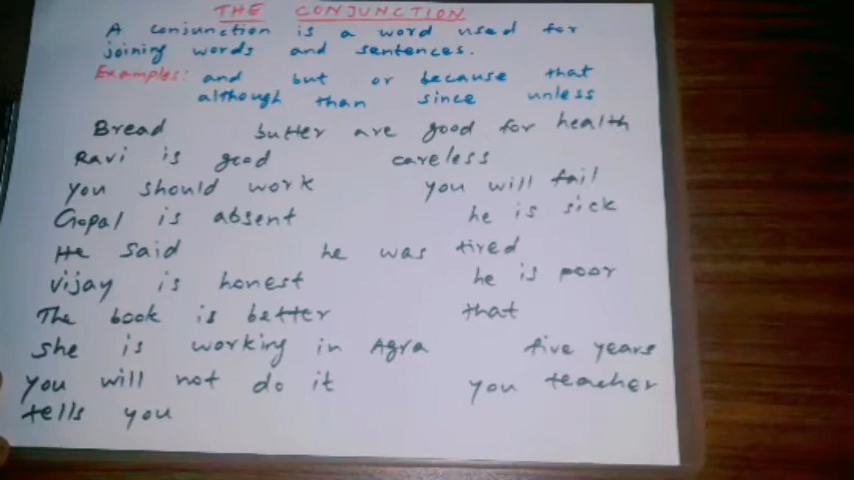 THE CONJUNCTION
A conjunction is a word used for
joining words and sentences.
Examples: and but or because that
although than since unless
Bread butter are good for health
Ravi is good careless
you should work you will fail
Gopal is absent he is sick
He said he was tired
vijay is honest he is poor
The book is better that
she is working in Agra five years
you will not do it you teacher
tells you